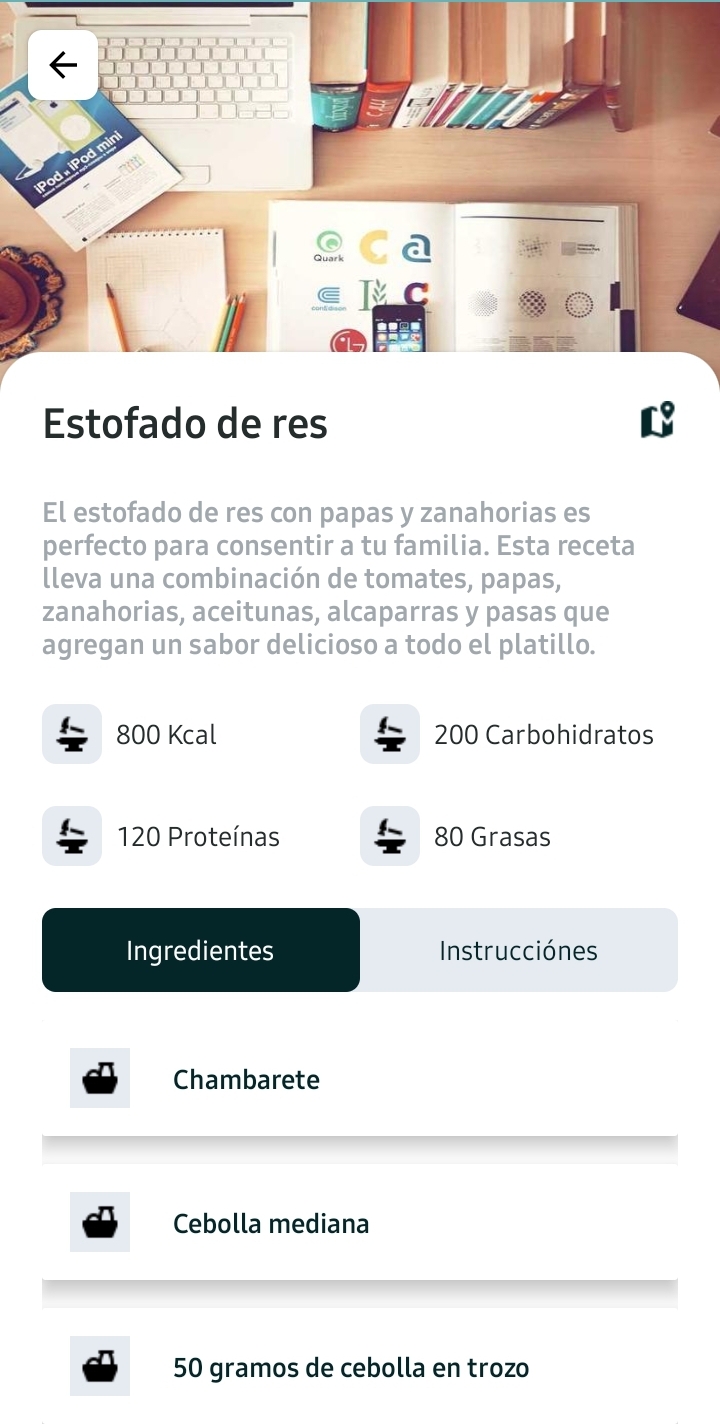 iPod и iPod mini
Quark
conEdison
Estofado de res
El estofado de res con papas y zanahorias es
perfecto para consentir a tu familia. Esta receta
lleva una combinación de tomates, papas,
zanahorias, aceitunas, alcaparras y pasas que
agregan un sabor delicioso a todo el platillo.
800 Kcal
200 Carbohidratos
120 Proteínas
80 Grasas
Ingredientes
Instrucciónes
Chambarete
Cebolla mediana
50 gramos de cebolla en trozo